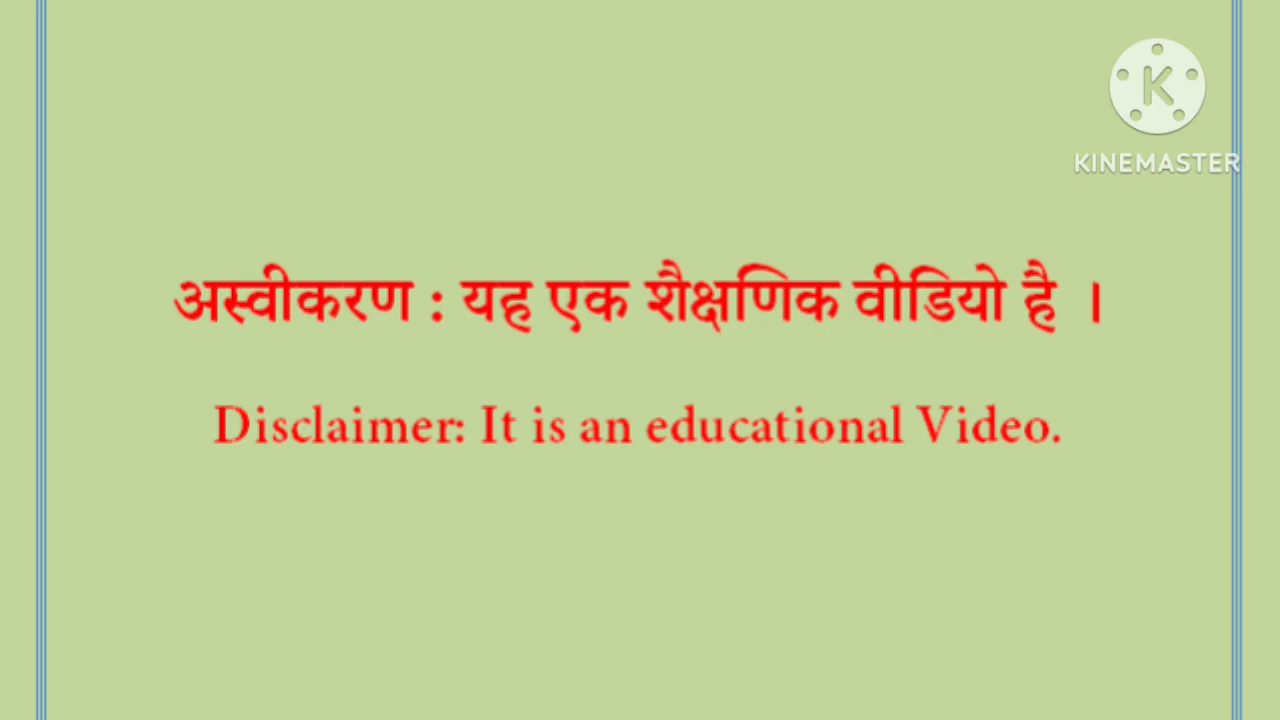 KINEMASTER
अस्वीकरण : यह एक शैक्षणिक वीडियो है ।
Disclaimer: It is an educational Video.